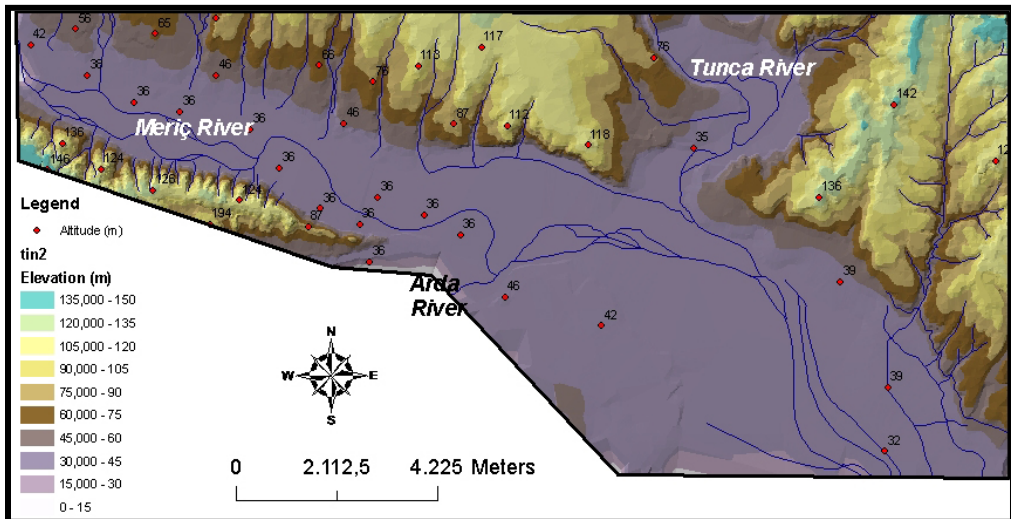 56
65
42
117
66
113
76
76
38
46
Tunca River
142
36
36
46
87
112
Meriç River
36
118
35
136
146
124
36
126
124
136
Legend
36
36
36
194
87
36
36
Altitude (m)
36
39
tin2
Arda
River
46
Elevation (m)
42
135,000 - 150
120,000 - 135
N
105,000 - 120
W
E
39
90,000 - 105
75,000 - 90
S
60,000 - 75
45,000 - 60
32
30,000 - 45
0
2.112,5
4.225 Meters
15,000 - 30
0 - 15